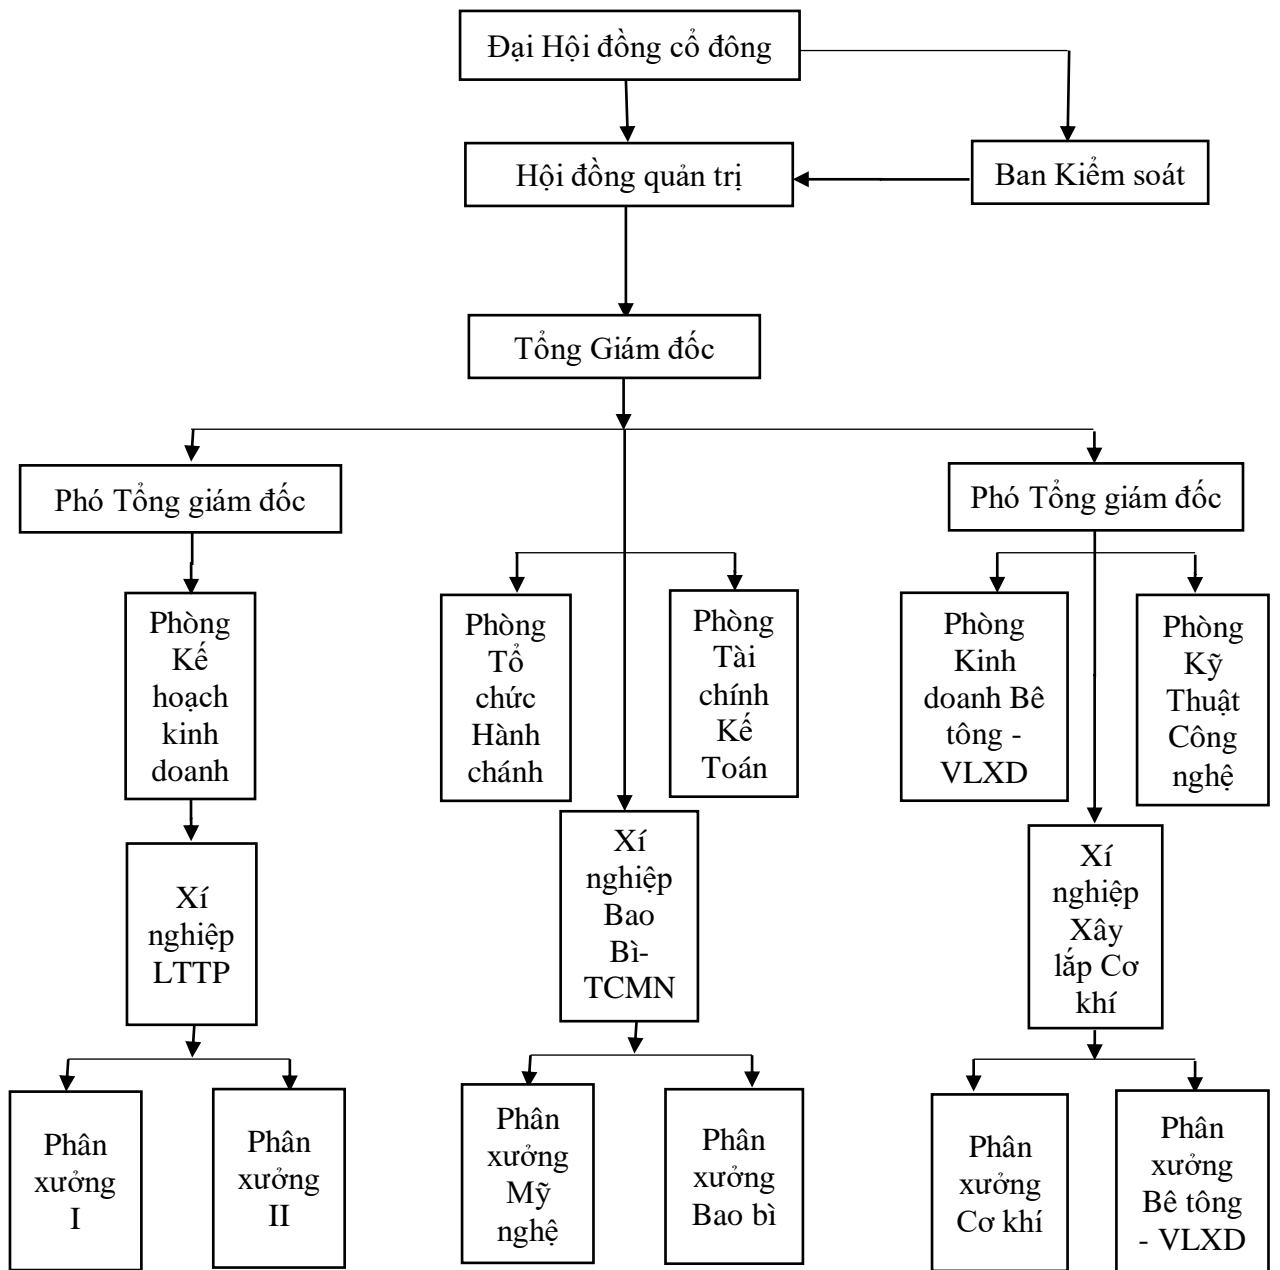 Đại Hội đồng cổ đông
Hội đồng quản trị
Ban Kiểm soát
Tổng Giám đốc
Phó Tổng giám đốc
Phó Tổng giám đốc
Phòng
Kế
hoạch
kinh
doanh
Phòng
Tổ
chức
Hành
chánh
Phòng
Tài
chính
Kế
Toán
Phòng
Kinh
doanh Bê
tông -
VLXD
Phòng
Kỹ
Thuật
Công
nghệ
Xí
nghiệp
LTTP
Xí
nghiệp
Bao
Bì-
TCMN
Xí
nghiệp
Xây
lắp Cơ
khí
Phân
xưởng
I
Phân
xưởng
II
Phân
xưởng
Mỹ
nghệ
Phân
xưởng
Bao bì
Phân
xưởng
Cơ khí
Phân
xưởng
Bê tông
- VLXD